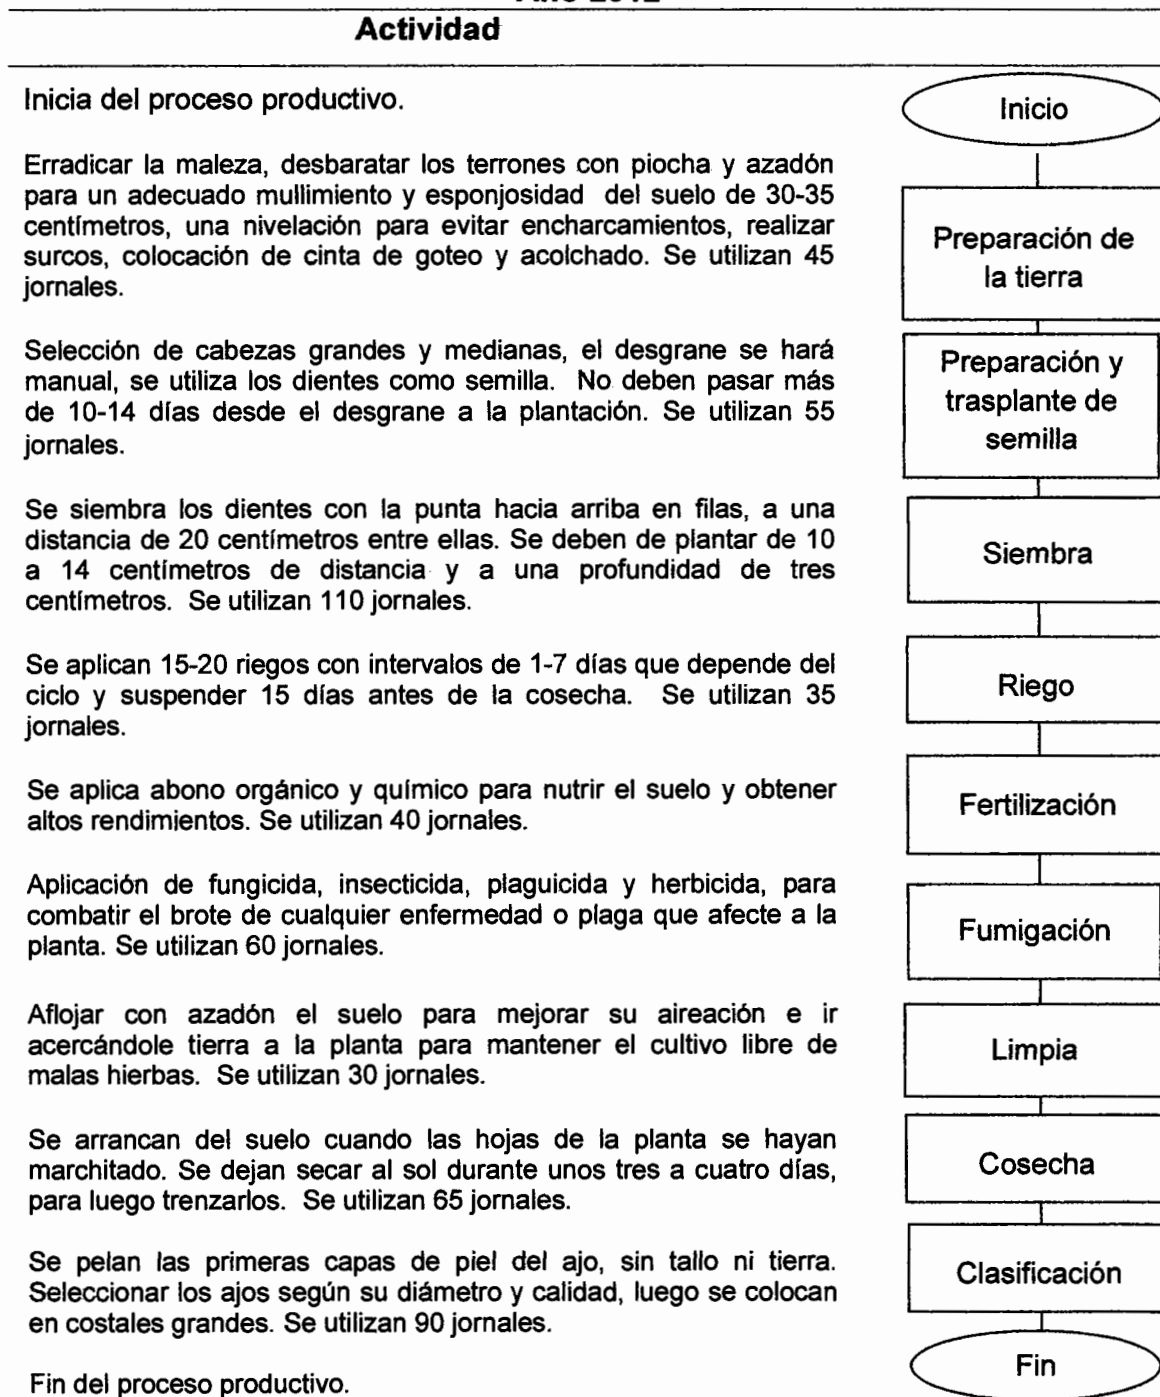 Actividad
Inicia del proceso productivo.
Inicio
Erradicar la maleza, desbaratar los terrones con piocha y azadón
para un adecuado mullimiento y esponjosidad del suelo de 30-35
centímetros, una nivelación para evitar encharcamientos, realizar
surcos, colocación de cinta de goteo y acolchado. Se utilizan 45
jornales.
Preparación de
la tierra
Selección de cabezas grandes y medianas, el desgrane se hará
manual, se utiliza los dientes como semilla. No deben pasar más
de 10-14 días desde el desgrane a la plantación. Se utilizan 55
jornales.
Preparación y
trasplante de
semilla
Se siembra los dientes con la punta hacia arriba en filas, a una
distancia de 20 centímetros entre ellas. Se deben de plantar de 10
a 14 centímetros de distancia y a una profundidad de tres
centímetros. Se utilizan 110 jornales.
Siembra
Se aplican 15-20 riegos con intervalos de 1-7 días que depende del
ciclo y suspender 15 días antes de la cosecha. Se utilizan 35
jornales.
Riego
Se aplica abono orgánico y químico para nutrir el suelo y obtener
altos rendimientos. Se utilizan 40 jornales.
Fertilización
Aplicación de fungicida, insecticida, plaguicida y herbicida, para
combatir el brote de cualquier enfermedad o plaga que afecte a la
planta. Se utilizan 60 jornales.
Fumigación
Aflojar con azadón el suelo para mejorar su aireación e ir
acercándole tierra a la planta para mantener el cultivo libre de
malas hierbas. Se utilizan 30 jornales.
Limpia
Se arrancan del suelo cuando las hojas de la planta se hayan
marchitado. Se dejan secar al sol durante unos tres a cuatro días,
para luego trenzarlos. Se utilizan 65 jornales.
Cosecha
Se pelan las primeras capas de piel del ajo, sin tallo ni tierra.
Seleccionar los ajos según su diámetro y calidad, luego se colocan
en costales grandes. Se utilizan 90 jornales.
Clasificación
Fin del proceso productivo.
Fin